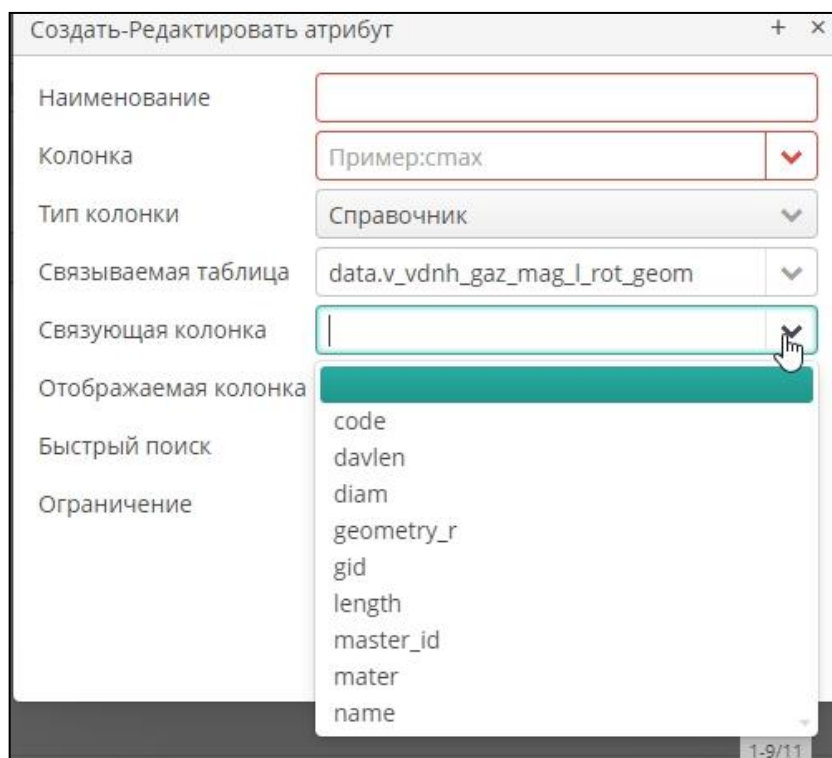 Создать-Редактировать атрибут
Наименование
Колонка Пример:cmax
Тип колонки Справочник
Связываемая таблица data.v_vdnh_gaz_mag_l_rot_geom
Связующая колонка
Отображаемая колонка
Быстрый поиск
Ограничение
code
davlen
diam
geometry_r
gid
length
master_id
mater
name
1-9/11